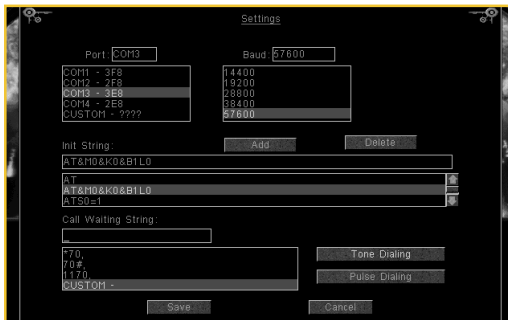 Settings
Port: COM3
Baud: 57600
COM1 - 3F8
COM2 - 2F8
COM3 - 3E8
COM4 - 2E8
CUSTOM - ????
14400
19200
28800
38400
57600
Init String:
Add
Delete
AT&M0&K0&B1L0
AT
AT&M0&K0&B1L0
ATS0=1
Call Waiting String:
_
*70,
70#,
1170,
CUSTOM -
Tone Dialing
Pulse Dialing
Save
Cancel